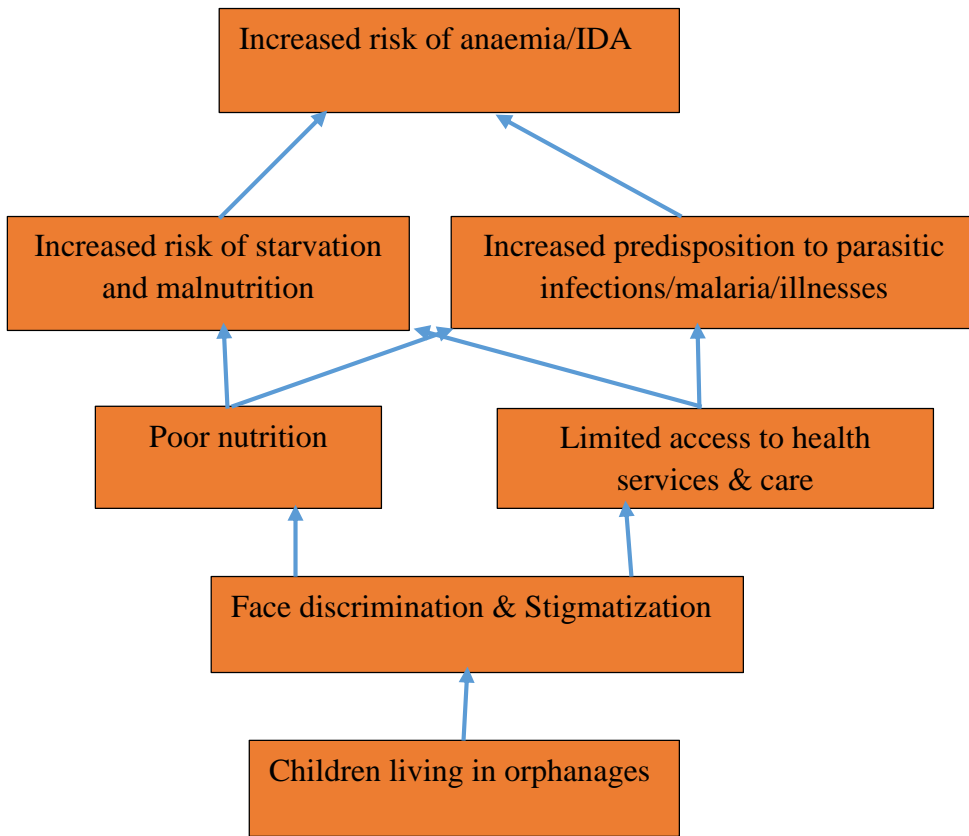 Increased risk of anaemia/IDA
Increased risk of starvation
and malnutrition
Increased predisposition to parasitic
infections/malaria/illnesses
Poor nutrition
Limited access to health
services & care
Face discrimination & Stigmatization
Children living in orphanages